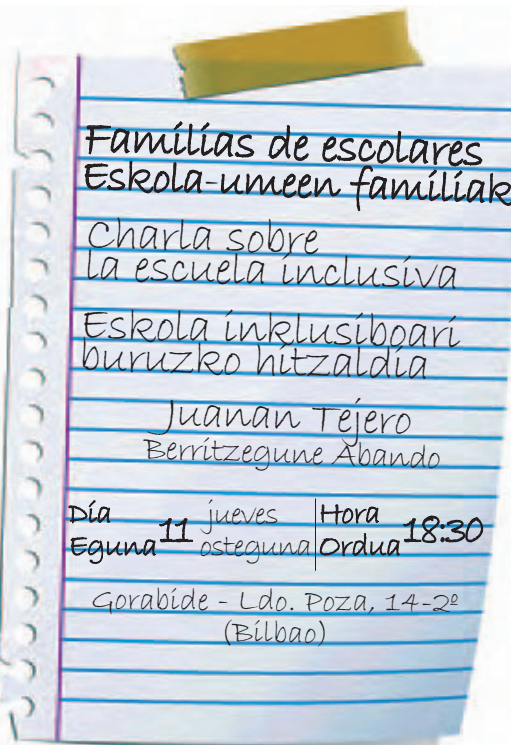 Familias de escolares
Eskola-umeen familiak
Charla sobre
la escuela inclusiva
Eskola inklusiboari
buruzko hitzaldia
Juanan Tejero
Berritzegune Abando
Día
Eguna 11 jueves
osteguna
Hora
Ordua 18:30
Gorabide - Ldo. Poza, 14-2º
(Bilbao)